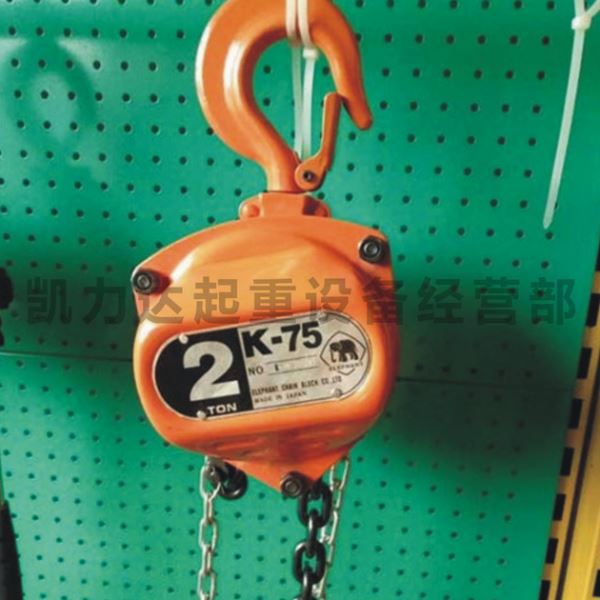 凯力达起重设备经营部
2 TON
K-75
NO
ELEPHANT
ELEPHANT CHAIN BLOCK CO.,LTD
MADE IN JAPAN